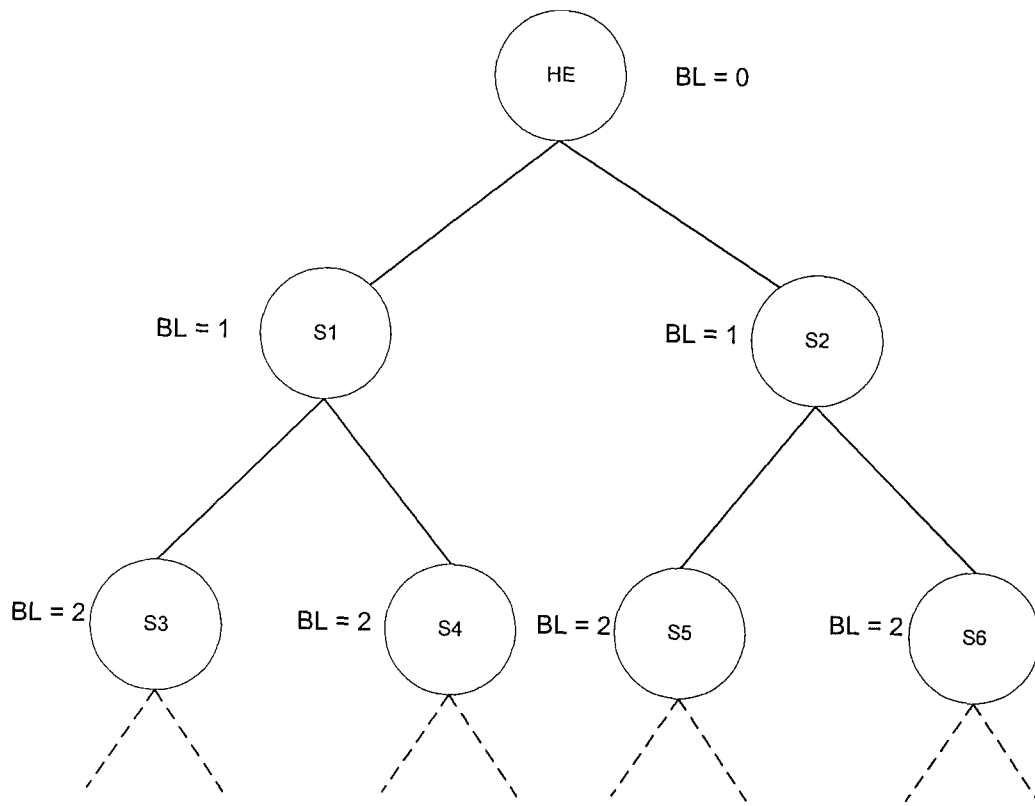 HE
BL = 0
BL = 1
S1
BL = 1
S2
BL = 2
S3
BL = 2
S4
BL = 2
S5
BL = 2
S6